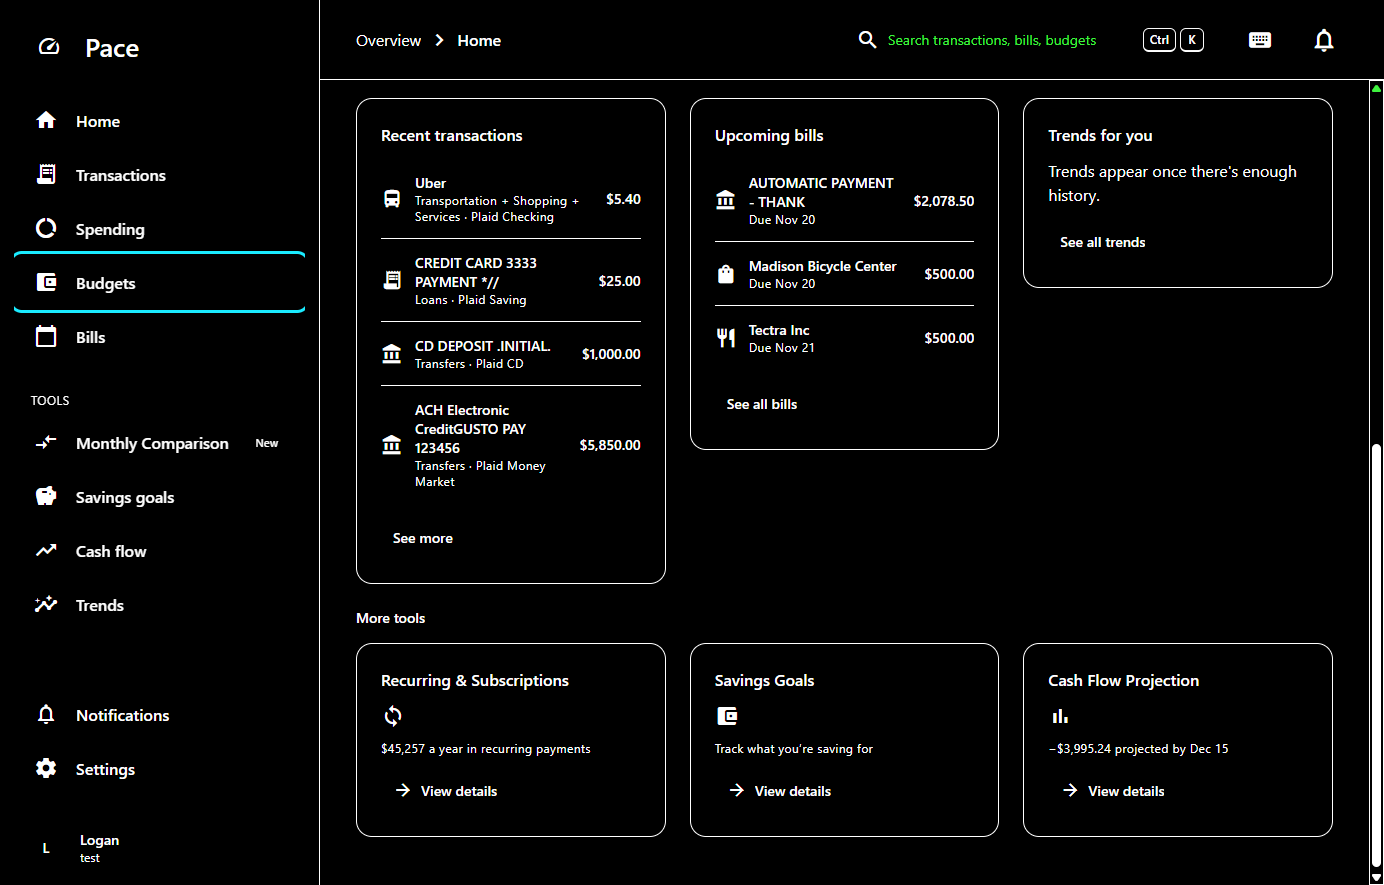 Pace
Home
Transactions
Spending
Budgets
Bills
TOOLS
Monthly Comparison New
Savings goals
Cash flow
Trends
Notifications
Settings
L
Logan
test
Overview > Home
Search transactions, bills, budgets
Ctrl K
Recent transactions
Uber
Transportation + Shopping +
Services · Plaid Checking
$5.40
CREDIT CARD 3333
PAYMENT *//
Loans · Plaid Saving
$25.00
CD DEPOSIT .INITIAL.
Transfers · Plaid CD
$1,000.00
ACH Electronic
CreditGUSTO PAY
123456
Transfers · Plaid Money
Market
$5,850.00
See more
Upcoming bills
AUTOMATIC PAYMENT
- THANK
Due Nov 20
$2,078.50
Madison Bicycle Center
Due Nov 20
$500.00
Tectra Inc
Due Nov 21
$500.00
See all bills
Trends for you
Trends appear once there's enough
history.
See all trends
More tools
Recurring & Subscriptions
$45,257 a year in recurring payments
View details
Savings Goals
Track what you're saving for
View details
Cash Flow Projection
−$3,995.24 projected by Dec 15
View details